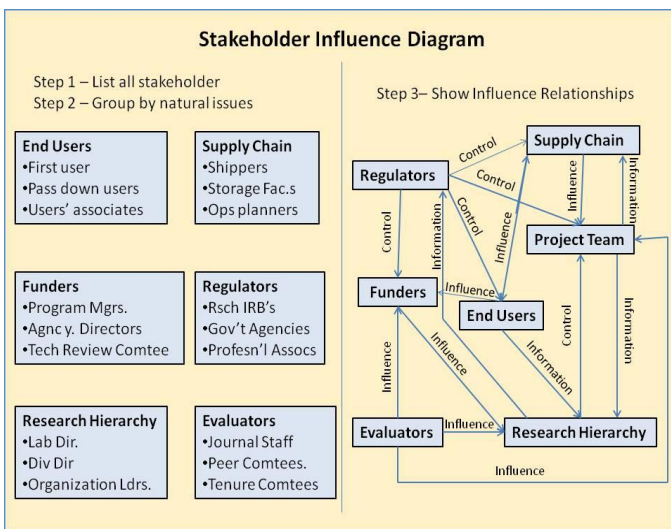 Stakeholder Influence Diagram
Step 1 – List all stakeholder
Step 2 – Group by natural issues
End Users
•First user
•Pass down users
•Users' associates
Supply Chain
•Shippers
•Storage Fac.s
•Ops planners
Funders
•Program Mgrs.
•Agnc y. Directors
•Tech Review Comtee
Regulators
•Rsch IRB's
•Gov't Agencies
•Profesn'l Assocs
Research Hierarchy
•Lab Dir.
•Div Dir
•Organization Ldrs.
Evaluators
•Journal Staff
•Peer Comtees.
•Tenure Comtees
Step 3– Show Influence Relationships
Supply Chain
Control
Regulators
Control
Influence
Information
Control
Control
Information
Influence
Project Team
Funders
Influence
End Users
Influence
Influence
Information
Control
Information
Evaluators
Influence
Research Hierarchy
Influence